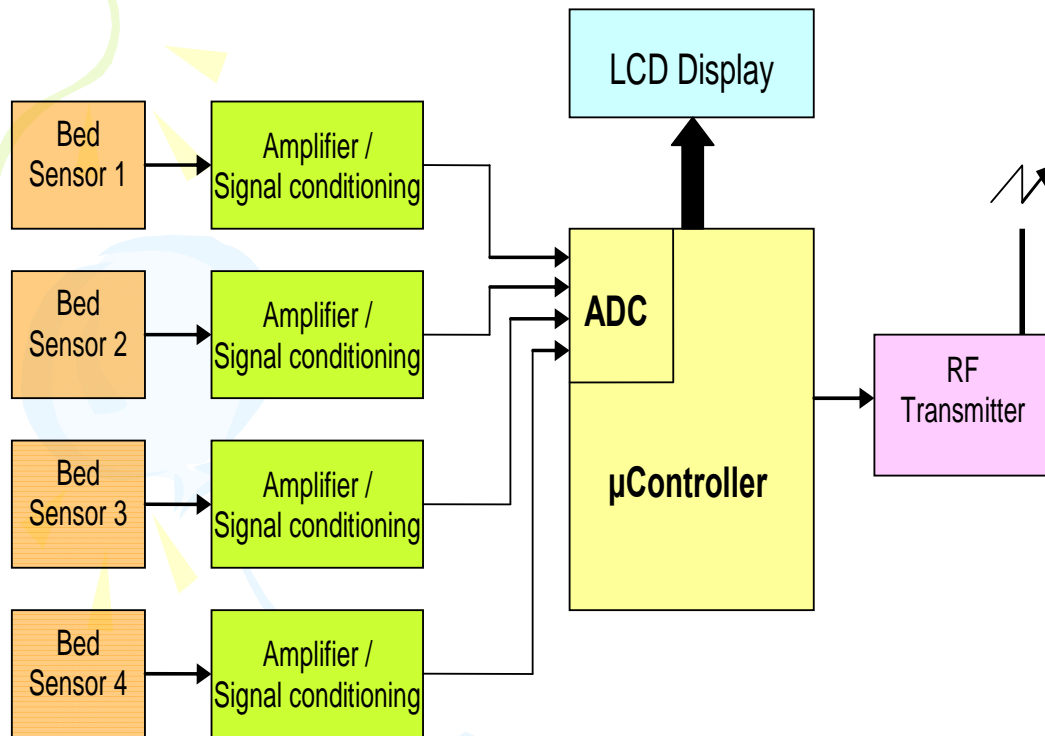 LCD Display
Bed
Sensor 1
Amplifier /
Signal conditioning
Bed
Sensor 2
Amplifier /
Signal conditioning
ADC
RF
Transmitter
Bed
Sensor 3
Amplifier /
Signal conditioning
µController
Bed
Sensor 4
Amplifier /
Signal conditioning